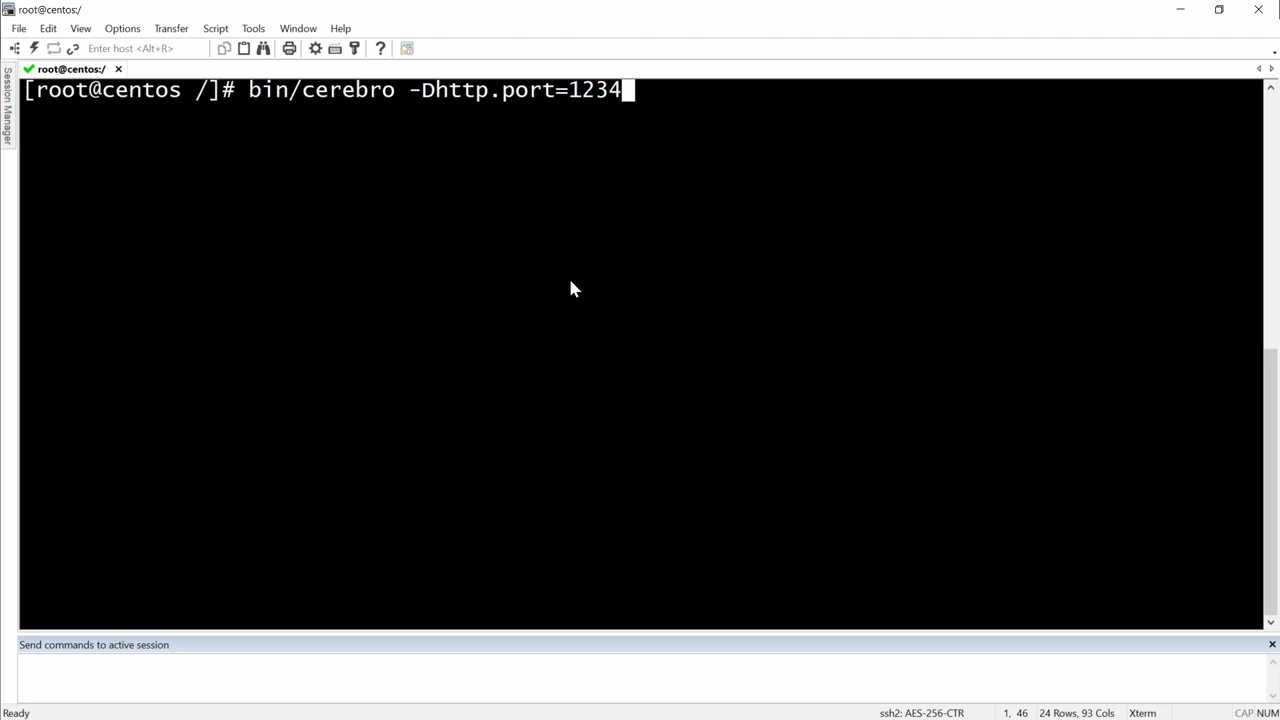 root@centos:/
File Edit View Options Transfer Script Tools Window Help
Enter host <Alt+R>
root@centos:/
Session Manager
[root@centos /]# bin/cerebro -Dhttp.port=1234
Send commands to active session
Ready ssh2: AES-256-CTR 1, 46 24 Rows, 93 Cols Xterm CAP NUM